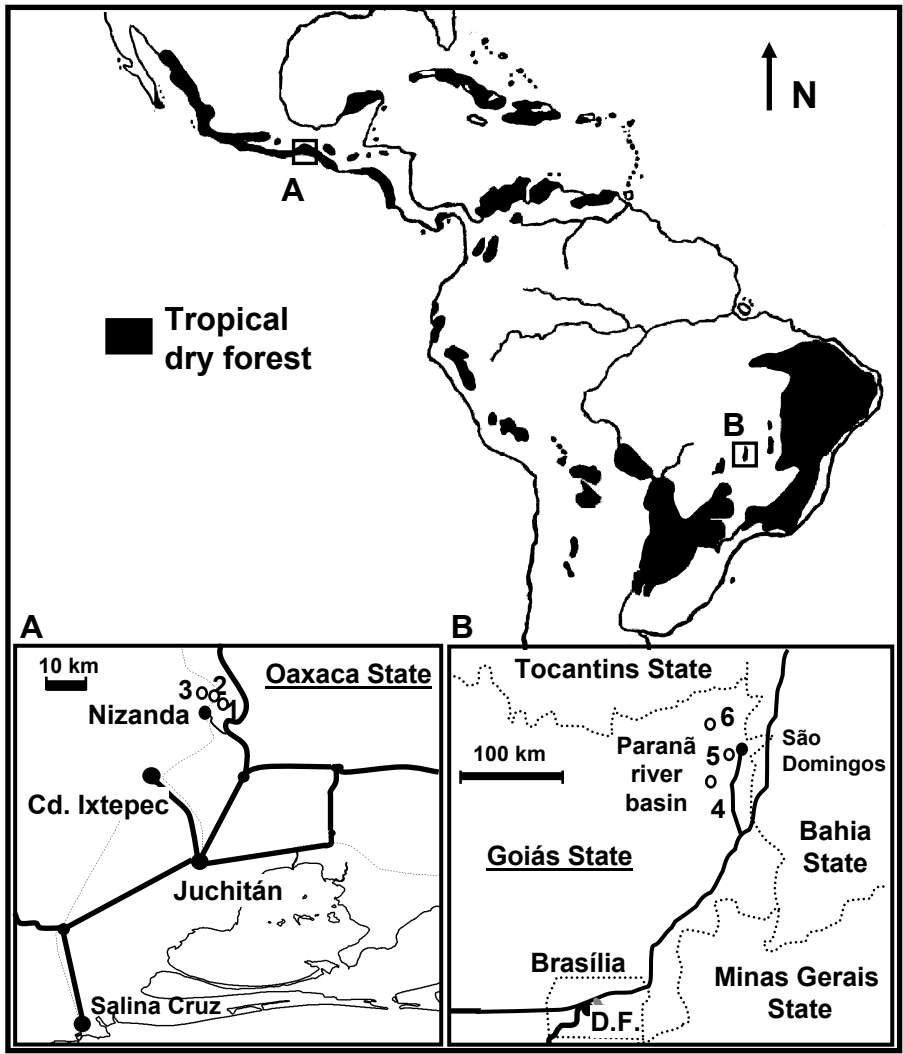 N
A
Tropical
dry forest
B
A
10 km
Oaxaca State
3
2
1
Nizanda
Cd. Ixtepec
Juchitán
Salina Cruz
B
Tocantins State
6
100 km
Paranã
river
basin
5
4
São
Domingos
Goiás State
Bahia
State
Brasília
Minas Gerais
State
D.F.